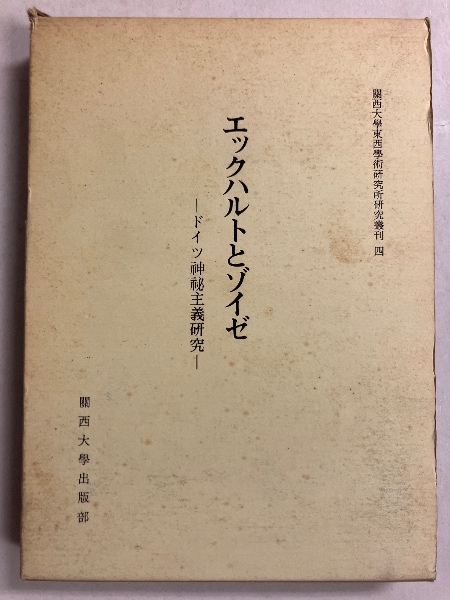 關西大學東西學術研究所研究叢刊 四
エックハルトとゾイゼ
―ドイツ神祕主義研究―
關西大學出版部